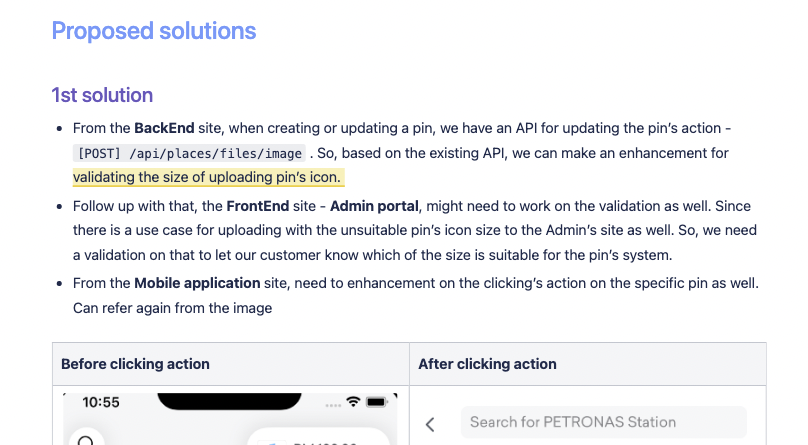 Proposed solutions
1st solution
• From the BackEnd site, when creating or updating a pin, we have an API for updating the pin's action -
[POST] /api/places/files/image . So, based on the existing API, we can make an enhancement for
validating the size of uploading pin's icon.
• Follow up with that, the FrontEnd site - Admin portal, might need to work on the validation as well. Since
there is a use case for uploading with the unsuitable pin's icon size to the Admin's site as well. So, we need
a validation on that to let our customer know which of the size is suitable for the pin's system.
• From the Mobile application site, need to enhancement on the clicking's action on the specific pin as well.
Can refer again from the image
Before clicking action
After clicking action
10:55
Search for PETRONAS Station